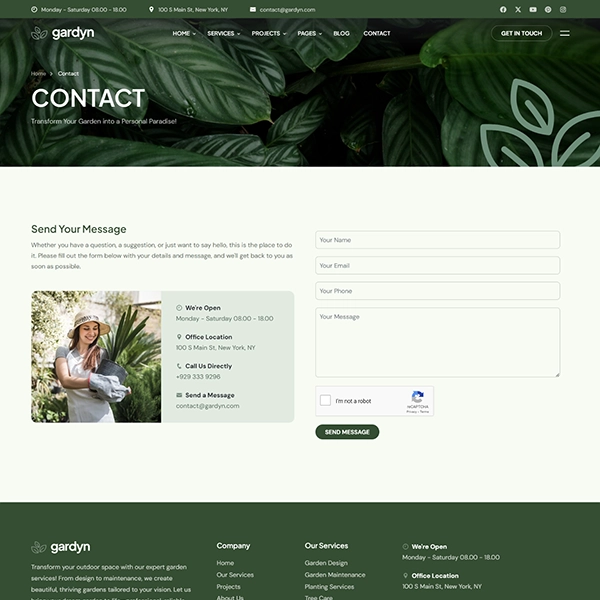 Monday - Saturday 08.00 - 18.00
100 S Main St, New York, NY
contact@gardyn.com
gardyn
HOME
SERVICES
PROJECTS
PAGES
BLOG
CONTACT
GET IN TOUCH
Home > Contact
CONTACT
Transform Your Garden into a Personal Paradise!
Send Your Message
Whether you have a question, a suggestion, or just want to say hello, this is the place to do
it. Please fill out the form below with your details and message, and we'll get back to you as
soon as possible.
We're Open
Monday - Saturday 08.00 - 18.00
Office Location
100 S Main St, New York, NY
Call Us Directly
+929 333 9296
Send a Message
contact@gardyn.com
Your Name
Your Email
Your Phone
Your Message
I'm not a robot
reCAPTCHA
Privacy - Terms
SEND MESSAGE
gardyn
Transform your outdoor space with our expert garden
services! From design to maintenance, we create
beautiful, thriving gardens tailored to your vision. Let us
Company
Home
Our Services
Projects
About Us
Our Services
Garden Design
Garden Maintenance
Planting Services
Tree Care
We're Open
Monday - Saturday 08.00 - 18.00
Office Location
100 S Main St, New York, NY